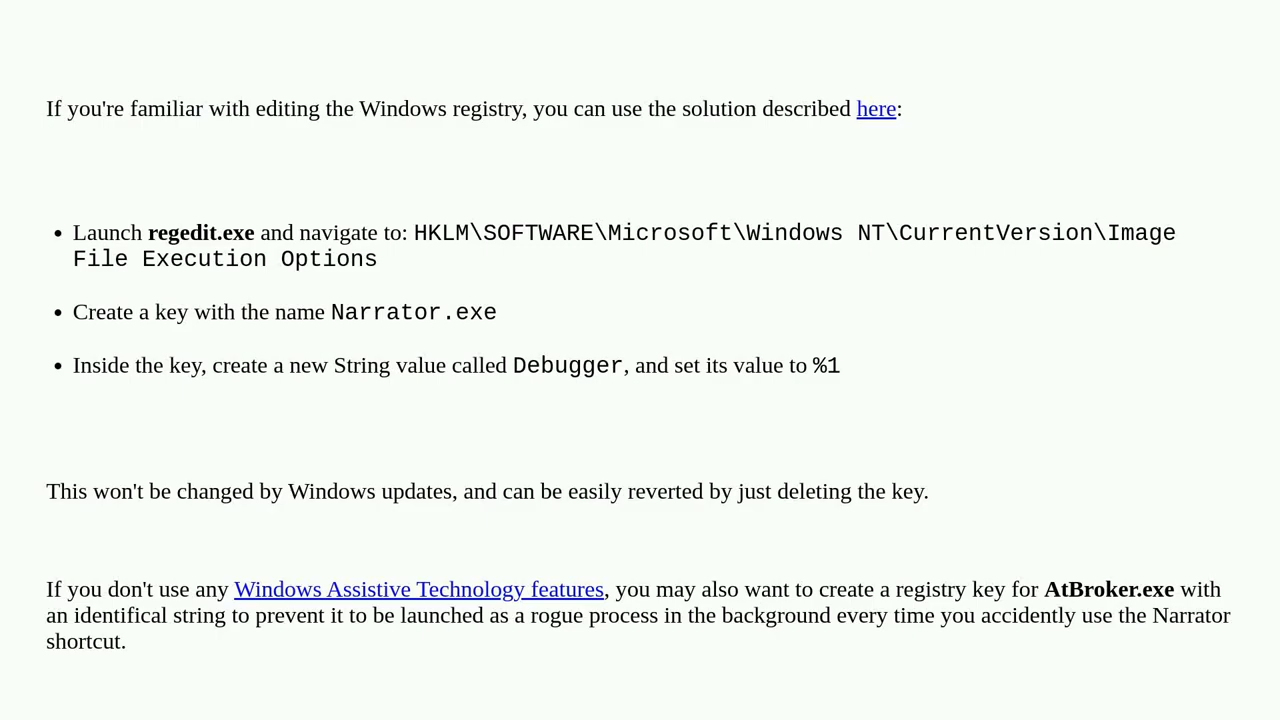 If you're familiar with editing the Windows registry, you can use the solution described here:
• Launch regedit.exe and navigate to: HKLM\SOFTWARE\Microsoft\Windows NT\CurrentVersion\Image
File Execution Options
• Create a key with the name Narrator.exe
• Inside the key, create a new String value called Debugger, and set its value to %1
This won't be changed by Windows updates, and can be easily reverted by just deleting the key.
If you don't use any Windows Assistive Technology features, you may also want to create a registry key for AtBroker.exe with
an identifical string to prevent it to be launched as a rogue process in the background every time you accidently use the Narrator
shortcut.